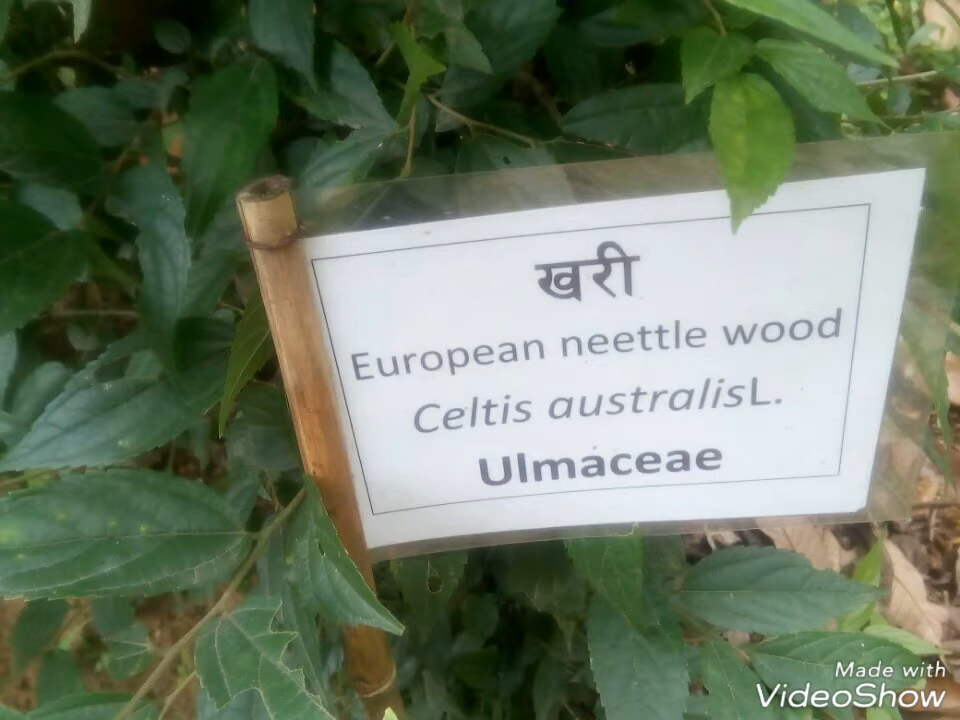 खरी
European neettle wood
Celtis australisL.
Ulmaceae
Made with
VideoShow